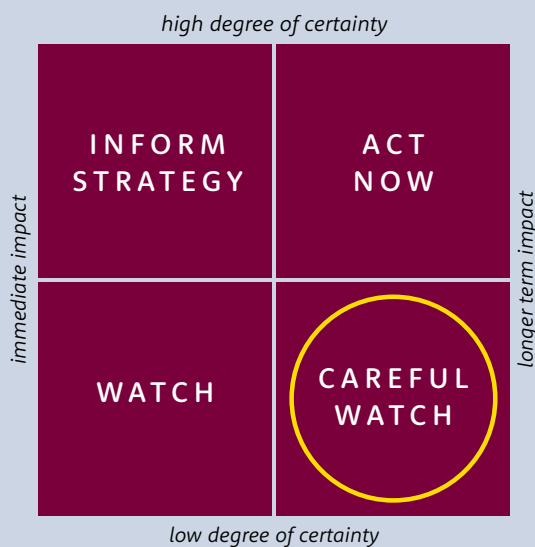 high degree of certainty
INFORM
STRATEGY
ACT
NOW
immediate impact
longer term impact
WATCH
CAREFUL
WATCH
low degree of certainty